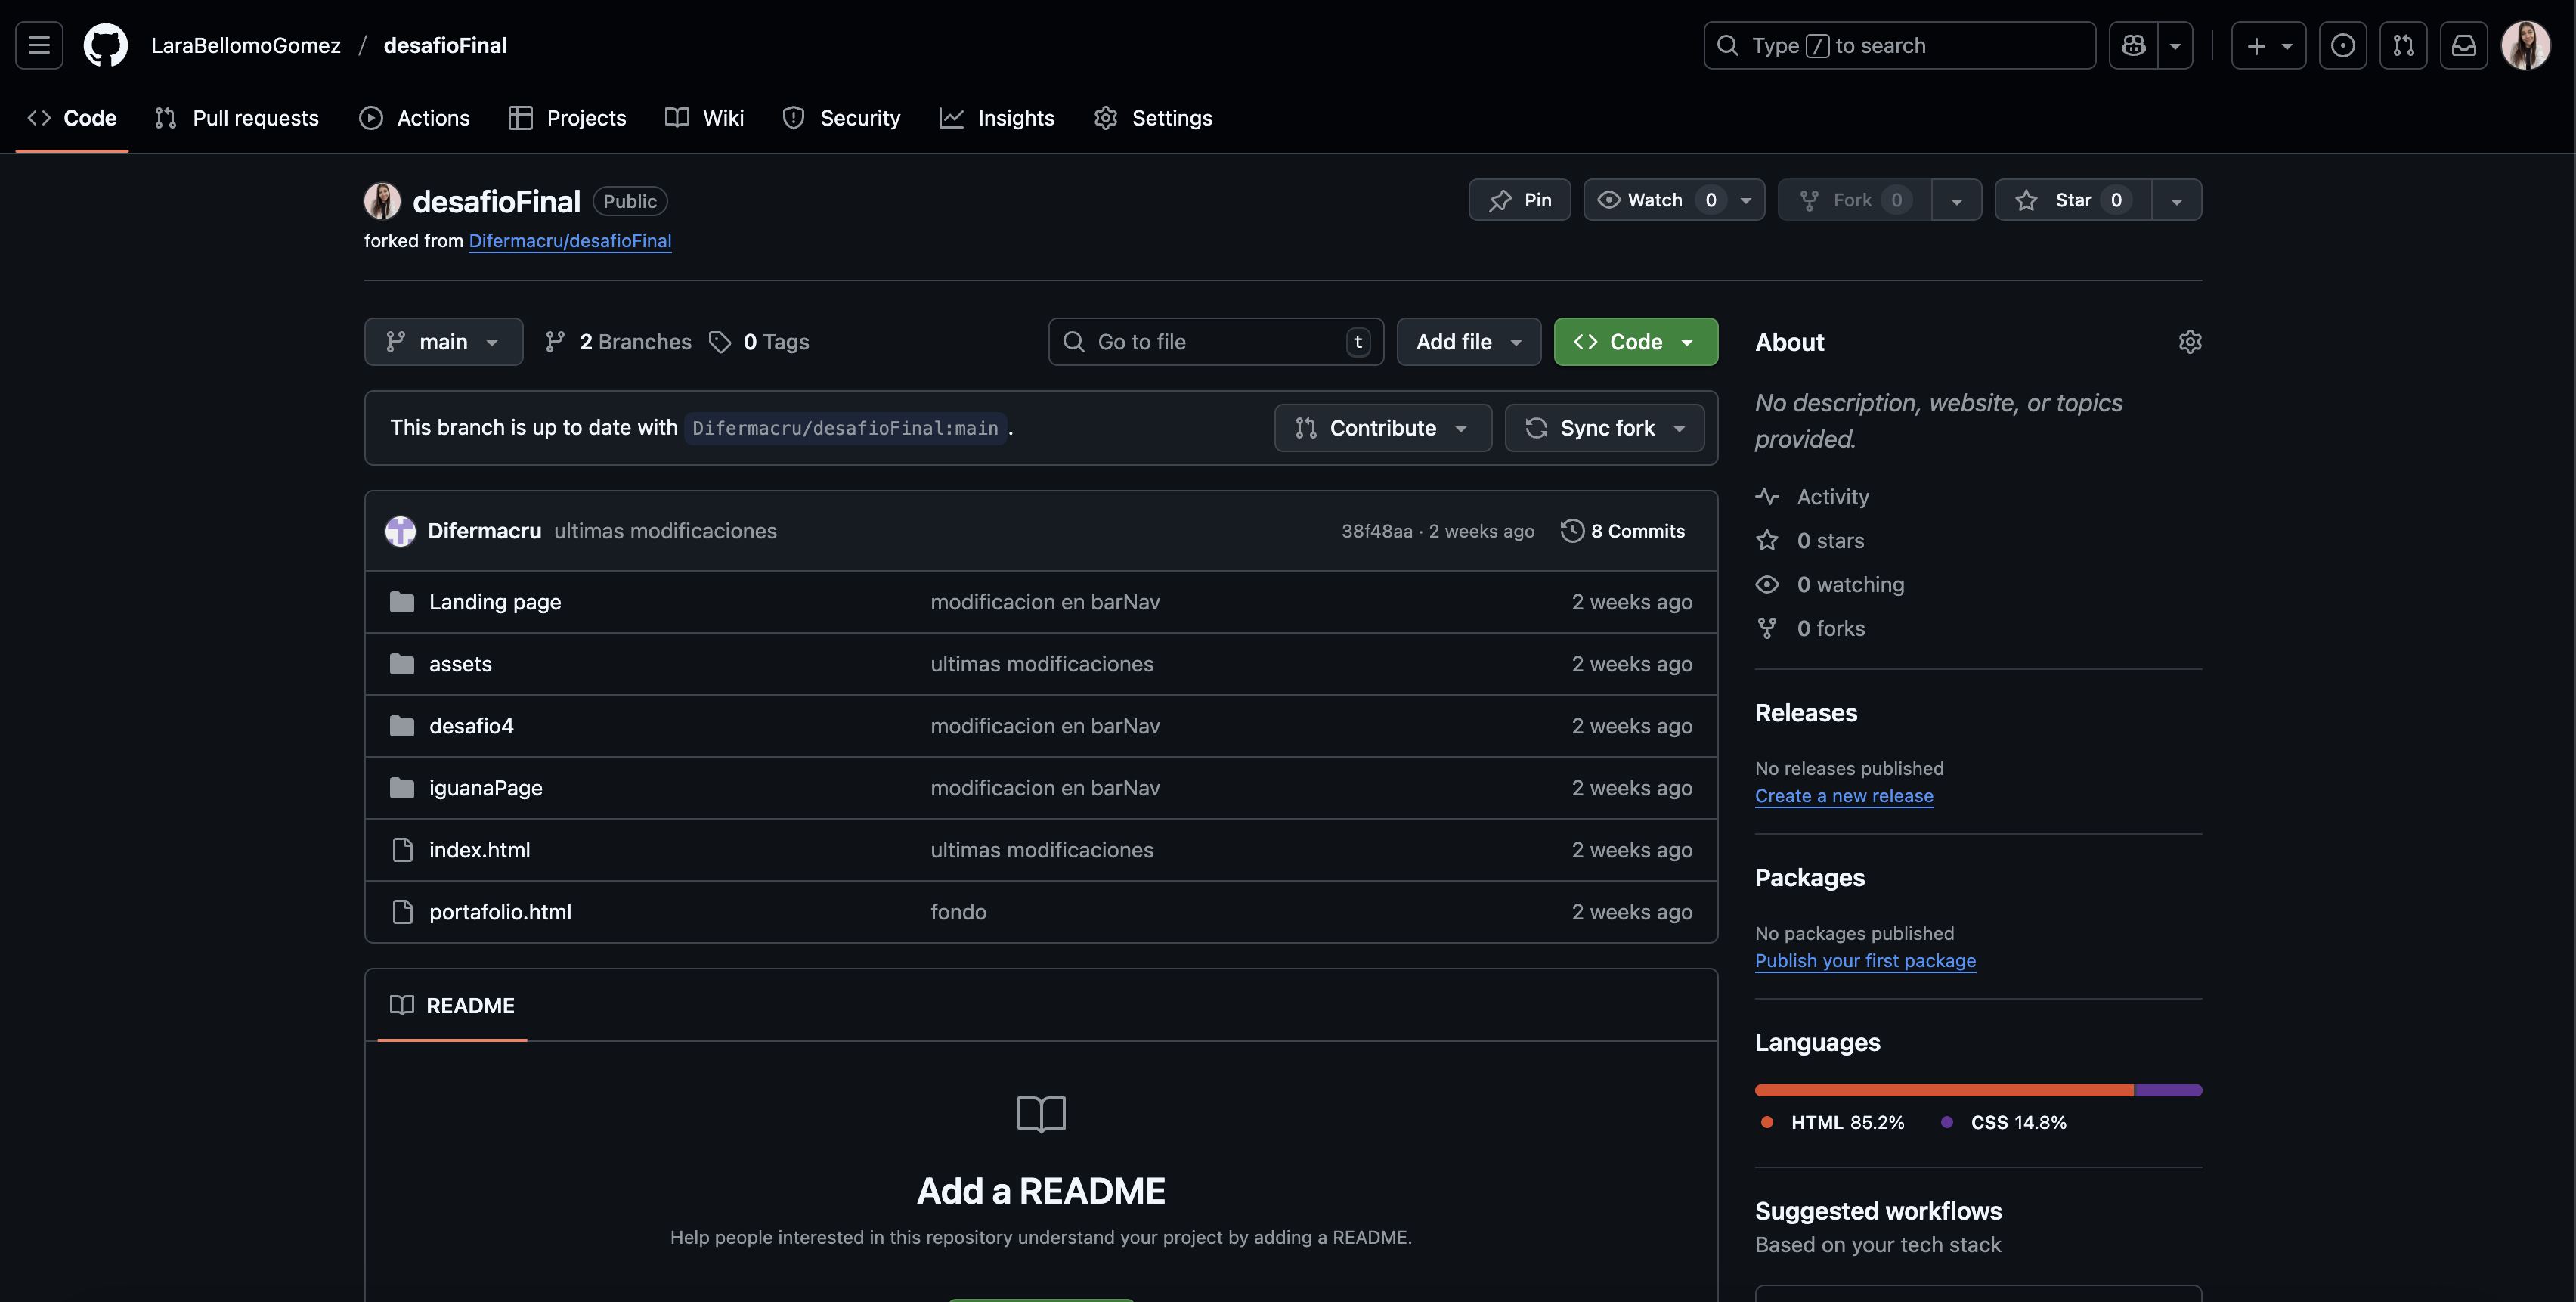 LaraBellomoGomez / desafioFinal
Type / to search
Code
Pull requests
Actions
Projects
Wiki
Security
Insights
Settings
desafioFinal Public
forked from Difermacru/desafioFinal
Pin
Watch 0
Fork 0
Star 0
main
2 Branches
0 Tags
Go to file t
Add file
Code
This branch is up to date with Difermacru/desafioFinal:main .
Contribute
Sync fork
Difermacru ultimas modificaciones 38f48aa · 2 weeks ago 8 Commits
Landing page modificacion en barNav 2 weeks ago
assets ultimas modificaciones 2 weeks ago
desafio4 modificacion en barNav 2 weeks ago
iguanaPage modificacion en barNav 2 weeks ago
index.html ultimas modificaciones 2 weeks ago
portafolio.html fondo 2 weeks ago
README
Add a README
Help people interested in this repository understand your project by adding a README.
About
No description, website, or topics
provided.
Activity
0 stars
0 watching
0 forks
Releases
No releases published
Create a new release
Packages
No packages published
Publish your first package
Languages
HTML 85.2% CSS 14.8%
Suggested workflows
Based on your tech stack